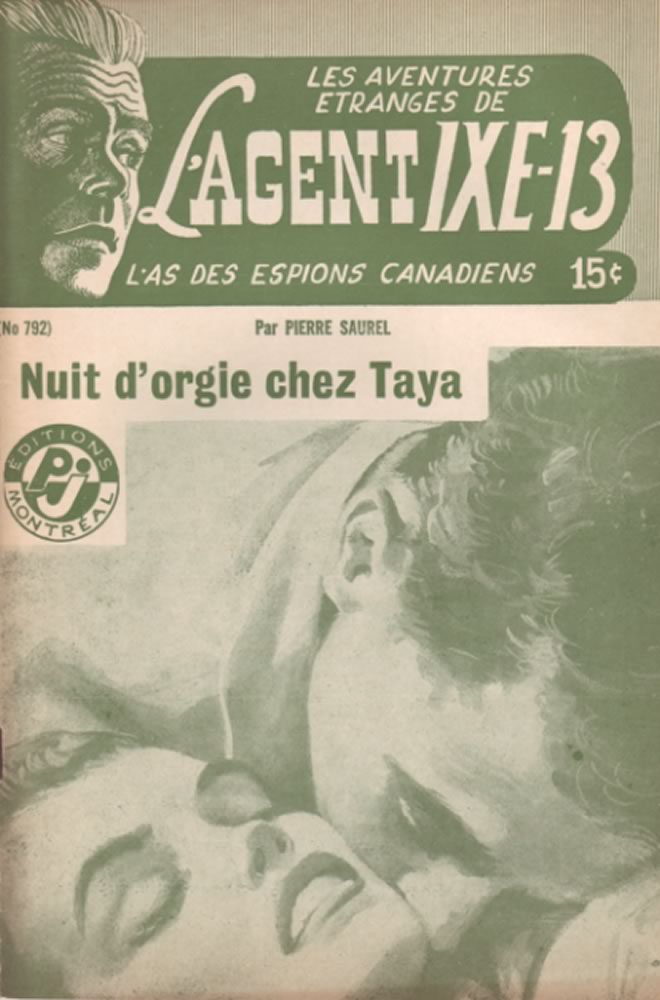 LES AVENTURES
ETRANGES DE
L'AGENT IXE-13
L'AS DES ESPIONS CANADIENS 15¢
(No 792) Par PIERRE SAUREL
Nuit d'orgie chez Taya
ÉDITIONS
PJ
MONTRÉAL